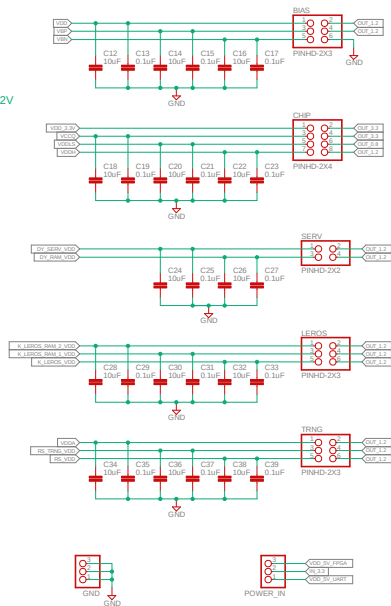 BIAS
VDD 1 2 OUT_1.2
VBP 3 4 OUT_1.2
VBN 5 6
C12 C13 C14 C15 C16 C17
10uF 0.1uF 10uF 0.1uF 10uF 0.1uF
PINHD-2X3 GND
GND
2V
CHIP
VDD_3.3V 1 2 OUT_3.3
VCCQ 3 4 OUT_3.3
VDDLS 5 6 OUT_0.8
VDDH 7 8 OUT_1.2
C18 C19 C20 C21 C22 C23
10uF 0.1uF 10uF 0.1uF 10uF 0.1uF
PINHD-2X4
GND
SERV
DY_SERV_VDD 1 2 OUT_1.2
DY_RAM_VDD 3 4 OUT_1.2
C24 C25 C26 C27
10uF 0.1uF 10uF 0.1uF
PINHD-2X2
GND
LEROS
K_LEROS_RAM_2_VDD 1 2 OUT_1.2
K_LEROS_RAM_1_VDD 3 4 OUT_1.2
K_LEROS_VDD 5 6 OUT_1.2
C28 C29 C30 C31 C32 C33
10uF 0.1uF 10uF 0.1uF 10uF 0.1uF
PINHD-2X3
GND
TRNG
VDDA 1 2 OUT_1.2
RS_TRNG_VDD 3 4 OUT_1.2
RS_VDD 5 6 OUT_1.2
C34 C35 C36 C37 C38 C39
10uF 0.1uF 10uF 0.1uF 10uF 0.1uF
PINHD-2X3
GND
3
2
1
GND
GND
3 VDD_5V_FPGA
2 IN_3.3
1 VDD_5V_UART
POWER_IN